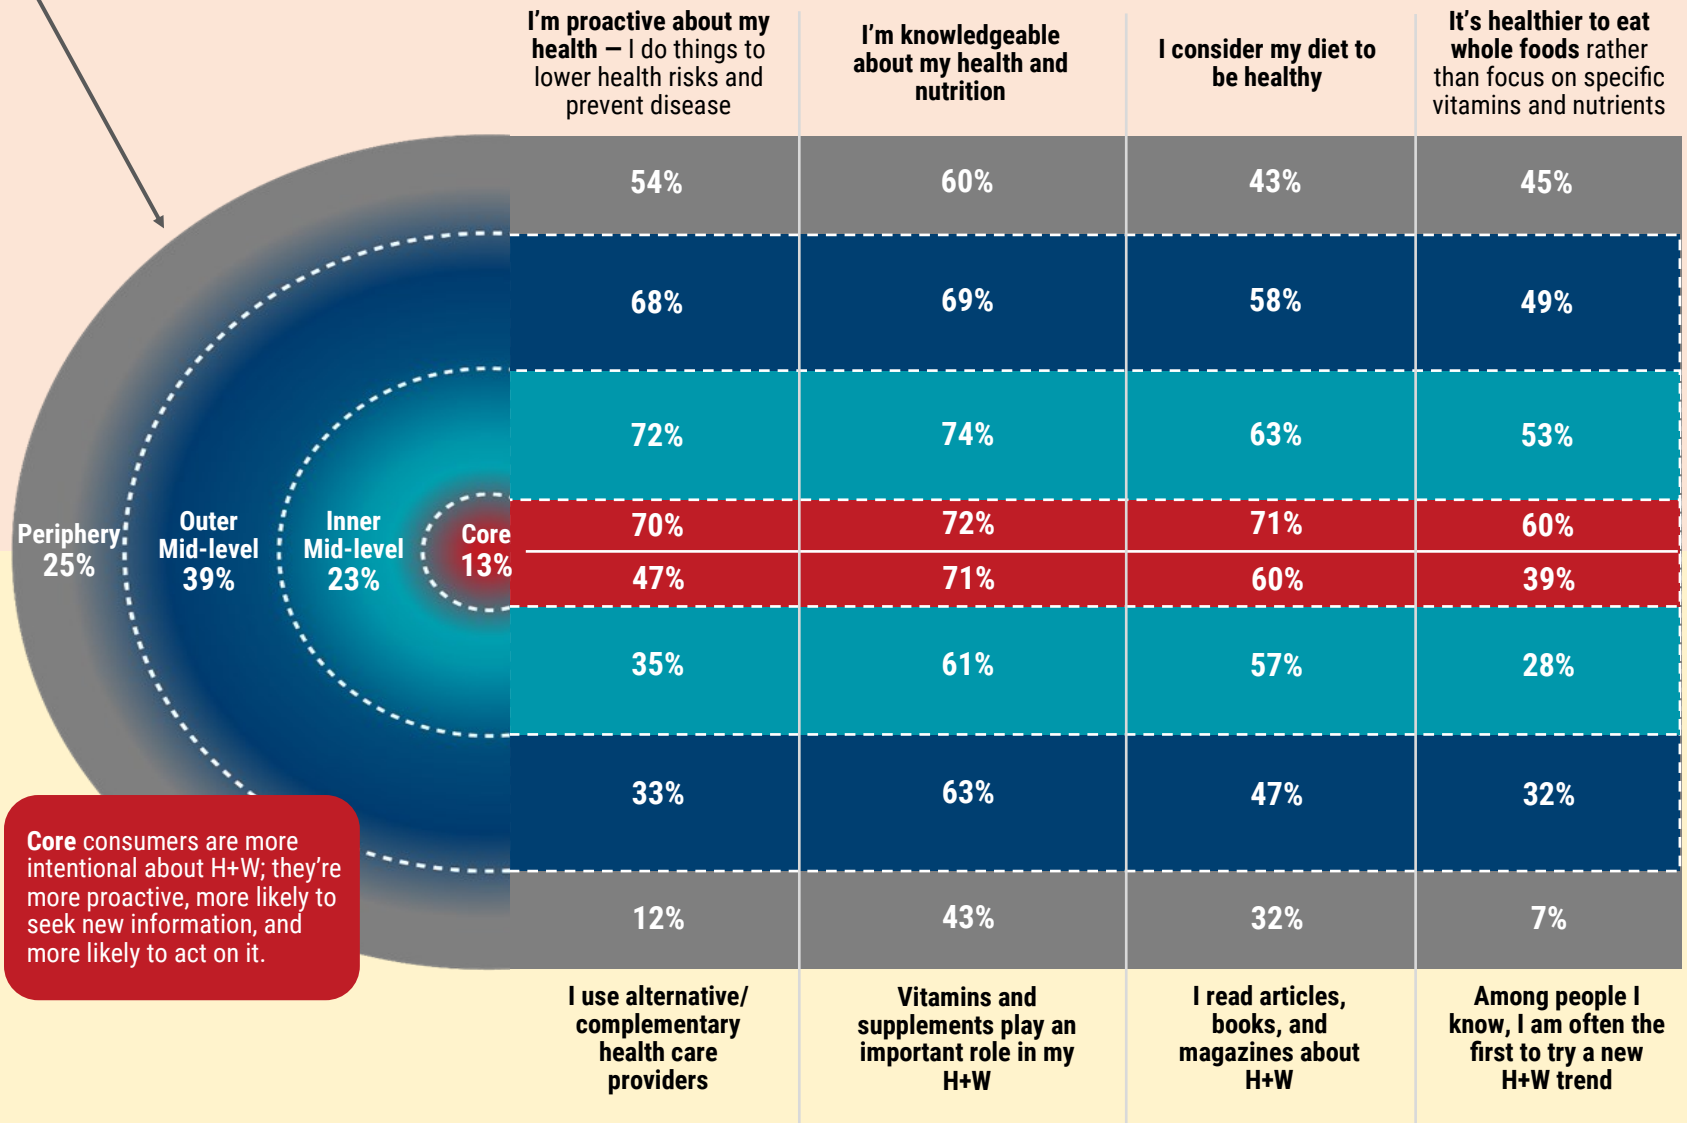 I'm proactive about my
health — I do things to
lower health risks and
prevent disease
I'm knowledgeable
about my health and
nutrition
I consider my diet to
be healthy
It's healthier to eat
whole foods rather
than focus on specific
vitamins and nutrients
54% 60% 43% 45%
68% 69% 58% 49%
72% 74% 63% 53%
Periphery
25%
Outer
Mid-level
39%
Inner
Mid-level
23%
Core
13%
70% 72% 71% 60%
47% 71% 60% 39%
35% 61% 57% 28%
33% 63% 47% 32%
12% 43% 32% 7%
Core consumers are more
intentional about H+W; they're
more proactive, more likely to
seek new information, and
more likely to act on it.
I use alternative/
complementary
health care
providers
Vitamins and
supplements play an
important role in my
H+W
I read articles,
books, and
magazines about
H+W
Among people I
know, I am often the
first to try a new
H+W trend